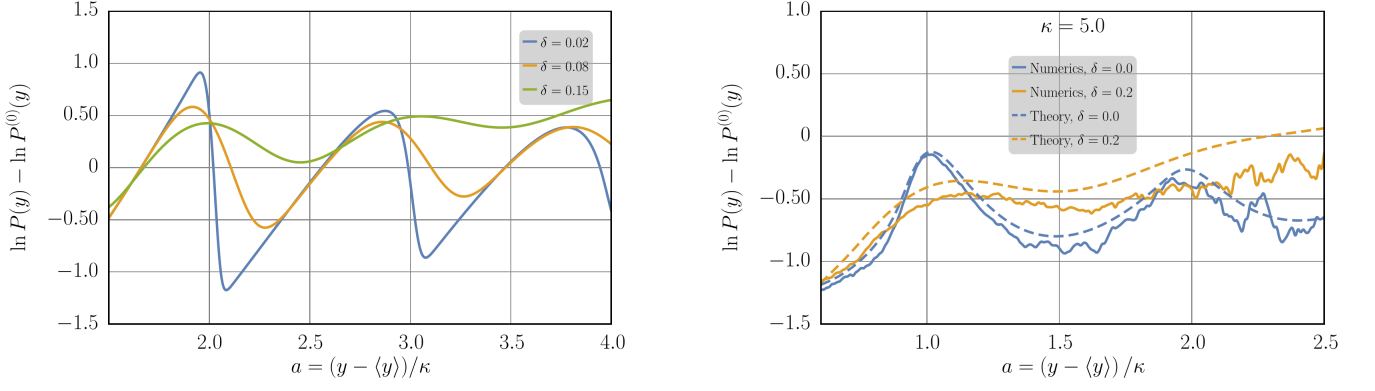 1.50
1.0
0.50
0
−0.50
−1.0
−1.5
2.0
2.5
3.0
3.5
4.0
a = (y − ⟨y⟩)/κ
ln P(y) − ln P^(0)(y)
δ = 0.02
δ = 0.08
δ = 0.15
1.0
0.50
0
−0.50
−1.0
−1.5
1.0
1.5
2.0
2.5
a = (y − ⟨y⟩) /κ
ln P(y) − ln P^(0)(y)
κ = 5.0
Numerics, δ = 0.0
Numerics, δ = 0.2
Theory, δ = 0.0
Theory, δ = 0.2